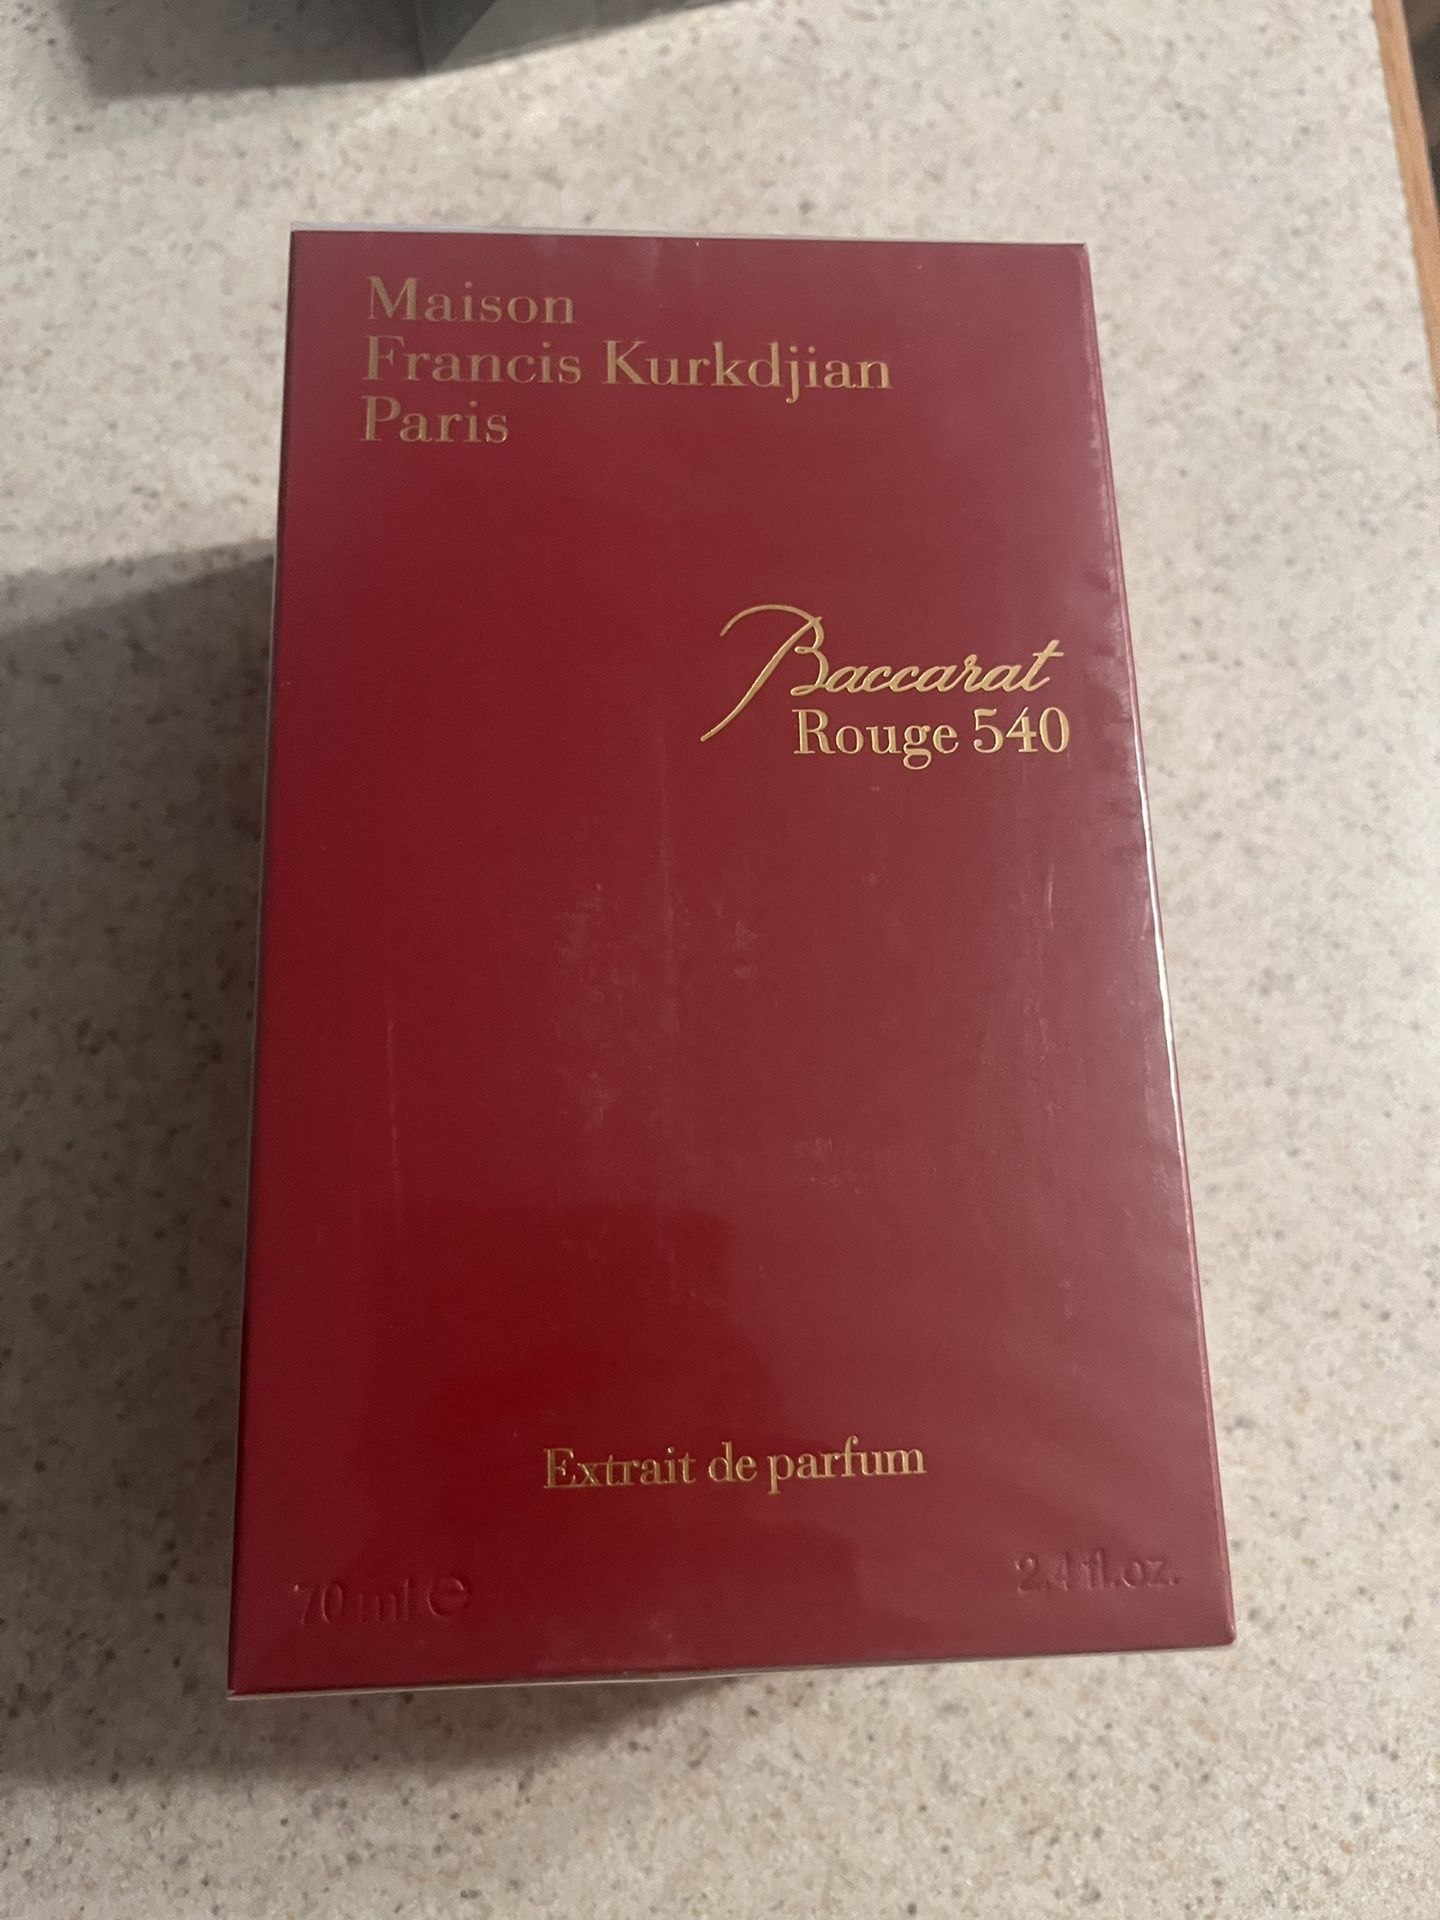 Maison
Francis Kurkdjian
Paris
Baccarat
Rouge 540
Extrait de parfum
70 ml e 2.4 fl.oz.